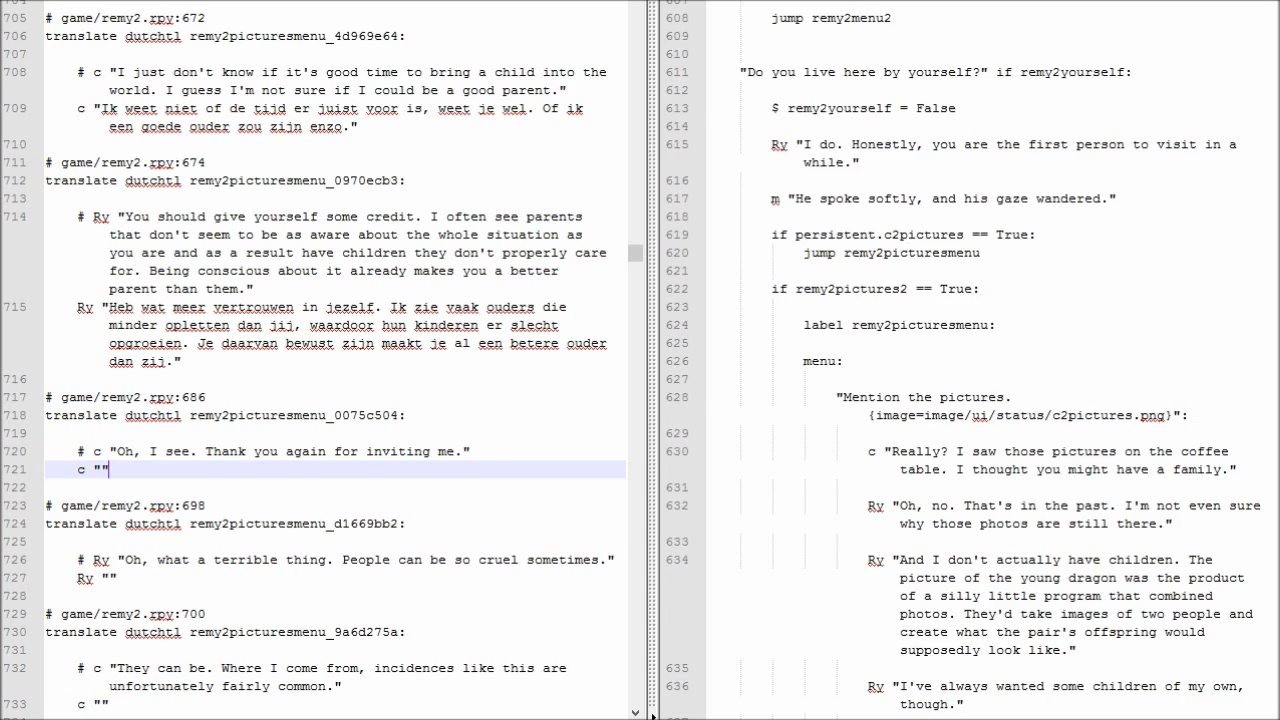 705 # game/remy2.rpy:672
706 translate dutchtl remy2picturesmenu_4d969e64:
707
708 # c "I just don't know if it's good time to bring a child into the
world. I guess I'm not sure if I could be a good parent."
709 c "Ik weet niet of de tijd er juist voor is, weet je wel. Of ik
een goede ouder zou zijn enzo."
710
711 # game/remy2.rpy:674
712 translate dutchtl remy2picturesmenu_0970ecb3:
713
714 # Ry "You should give yourself some credit. I often see parents
that don't seem to be as aware about the whole situation as
you are and as a result have children they don't properly care
for. Being conscious about it already makes you a better
parent than them."
715 Ry "Heb wat meer vertrouwen in jezelf. Ik zie vaak ouders die
minder opletten dan jij, waardoor hun kinderen er slecht
opgroeien. Je daarvan bewust zijn maakt je al een betere ouder
dan zij."
716
717 # game/remy2.rpy:686
718 translate dutchtl remy2picturesmenu_0075c504:
719
720 # c "Oh, I see. Thank you again for inviting me."
721 c ""
722
723 # game/remy2.rpy:698
724 translate dutchtl remy2picturesmenu_d1669bb2:
725
726 # Ry "Oh, what a terrible thing. People can be so cruel sometimes."
727 Ry ""
728
729 # game/remy2.rpy:700
730 translate dutchtl remy2picturesmenu_9a6d275a:
731
732 # c "They can be. Where I come from, incidences like this are
unfortunately fairly common."
733 c ""
608 jump remy2menu2
609
610
611 "Do you live here by yourself?" if remy2yourself:
612
613 $ remy2yourself = False
614
615 Ry "I do. Honestly, you are the first person to visit in a
while."
616
617 m "He spoke softly, and his gaze wandered."
618
619 if persistent.c2pictures == True:
620 jump remy2picturesmenu
621
622 if remy2pictures2 == True:
623
624 label remy2picturesmenu:
625
626 menu:
627
628 "Mention the pictures.
{image=image/ui/status/c2pictures.png}":
629
630 c "Really? I saw those pictures on the coffee
table. I thought you might have a family."
631
632 Ry "Oh, no. That's in the past. I'm not even sure
why those photos are still there."
633
634 Ry "And I don't actually have children. The
picture of the young dragon was the product
of a silly little program that combined
photos. They'd take images of two people and
create what the pair's offspring would
supposedly look like."
635
636 Ry "I've always wanted some children of my own,
though."